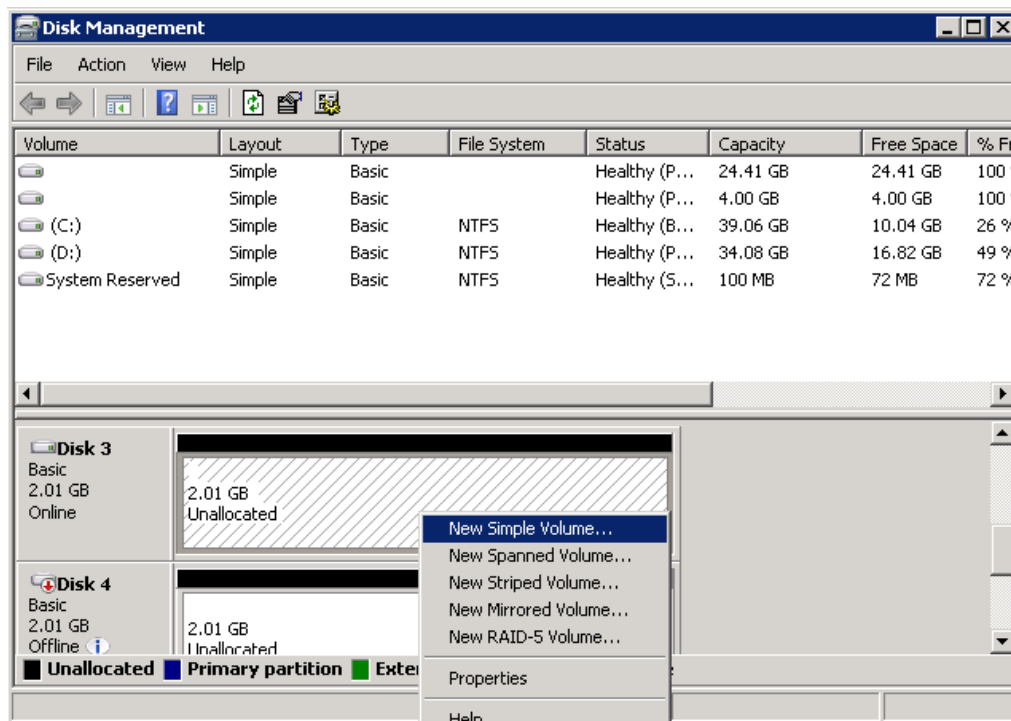 Disk Management
File Action View Help
Volume Layout Type File System Status Capacity Free Space % Fr
Simple Basic Healthy (P... 24.41 GB 24.41 GB 100
Simple Basic Healthy (P... 4.00 GB 4.00 GB 100
(C:) Simple Basic NTFS Healthy (B... 39.06 GB 10.04 GB 26 %
(D:) Simple Basic NTFS Healthy (P... 34.08 GB 16.82 GB 49 %
System Reserved Simple Basic NTFS Healthy (S... 100 MB 72 MB 72 %
Disk 3
Basic
2.01 GB
Online
2.01 GB
Unallocated
Disk 4
Basic
2.01 GB
Offline
2.01 GB
Unallocated
New Simple Volume...
New Spanned Volume...
New Striped Volume...
New Mirrored Volume...
New RAID-5 Volume...
Properties
Help
Unallocated Primary partition